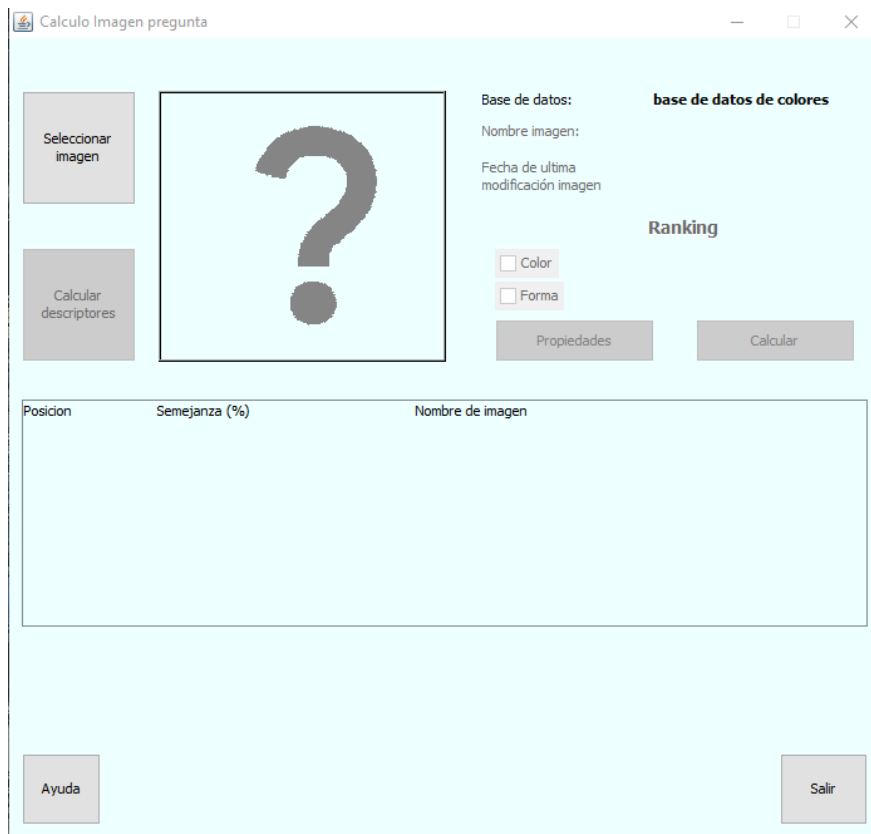 Calculo Imagen pregunta
Seleccionar
imagen
Base de datos: base de datos de colores
Nombre imagen:
Fecha de ultima
modificación imagen
Ranking
Calcular
descriptores
Color
Forma
Propiedades
Calcular
Posicion Semejanza (%) Nombre de imagen
Ayuda
Salir